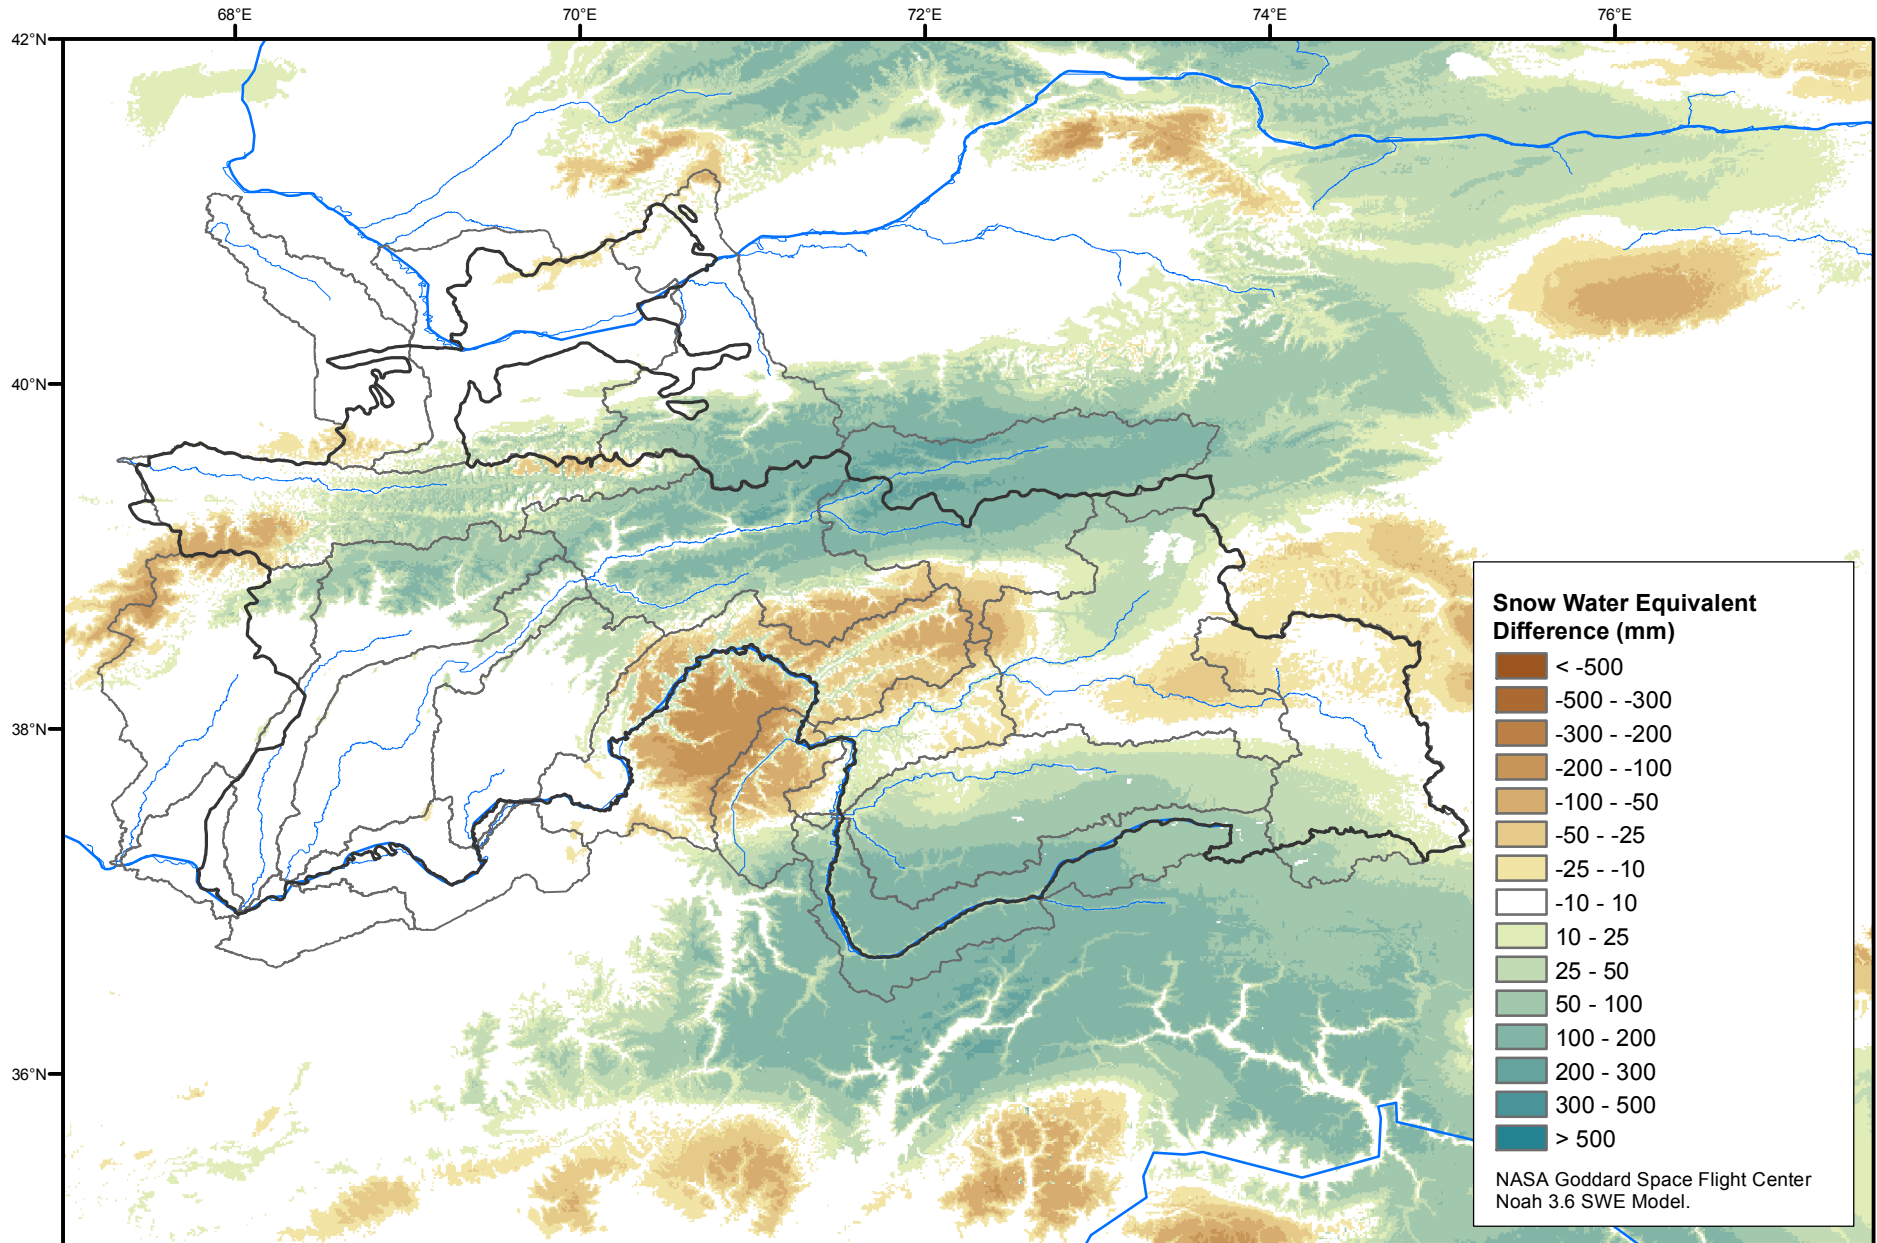 68°E 70°E 72°E 74°E 76°E
42°N
40°N
38°N
36°N
Snow Water Equivalent
Difference (mm)
< -500
-500 - -300
-300 - -200
-200 - -100
-100 - -50
-50 - -25
-25 - -10
-10 - 10
10 - 25
25 - 50
50 - 100
100 - 200
200 - 300
300 - 500
> 500
NASA Goddard Space Flight Center
Noah 3.6 SWE Model.